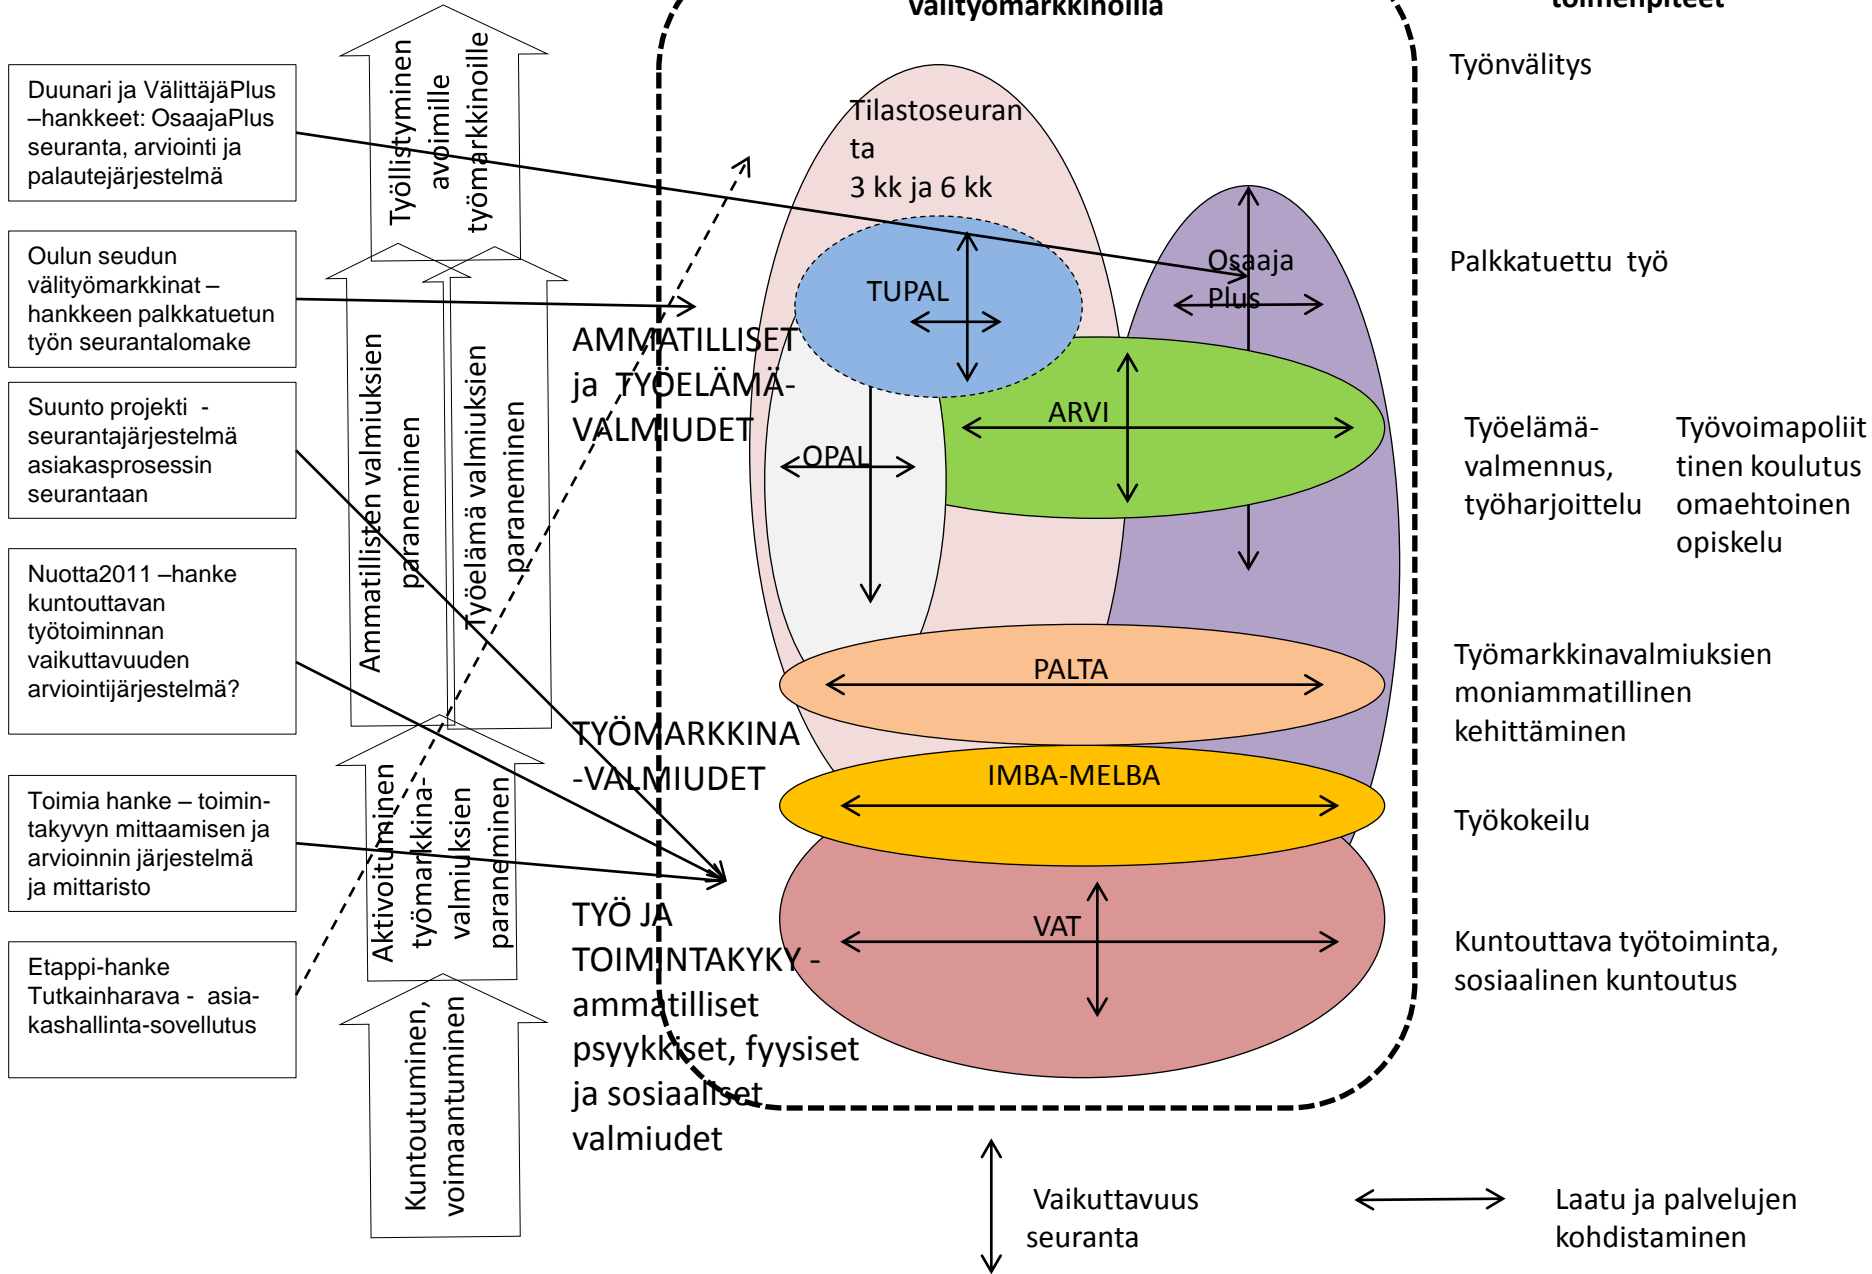 välityömarkkinoilla
toimenpiteet
Duunari ja VälittäjäPlus
–hankkeet: OsaajaPlus
seuranta, arviointi ja
palautejärjestelmä
Oulun seudun
välityömarkkinat –
hankkeen palkkatuetun
työn seurantalomake
Suunto projekti -
seurantajärjestelmä
asiakasprosessin
seurantaan
Nuotta2011 –hanke
kuntouttavan
työtoiminnan
vaikuttavuuden
arviointijärjestelmä?
Toimia hanke – toimin-
takyvyn mittaamisen ja
arvioinnin järjestelmä
ja mittaristo
Etappi-hanke
Tutkainharava - asia-
kashallinta-sovellutus
Työllistyminen
avoimille
työmarkkinoille
Ammatillisten valmiuksien
paraneminen
Työelämä valmiuksien
paraneminen
Aktivoituminen
työmarkkina-
valmiuksien
paraneminen
Kuntoutuminen,
voimaantuminen
AMMATILLISET
ja TYÖELÄMÄ-
VALMIUDET
TYÖMARKKINA
-VALMIUDET
TYÖ JA
TOIMINTAKYKY -
ammatilliset
psyykkiset, fyysiset
ja sosiaaliset
valmiudet
Tilastoseuran
ta
3 kk ja 6 kk
TUPAL
Osaaja
Plus
ARVI
OPAL
PALTA
IMBA-MELBA
VAT
Työnvälitys
Palkkatuettu työ
Työelämä-
valmennus,
työharjoittelu
Työvoimapoliit
tinen koulutus
omaehtoinen
opiskelu
Työmarkkinavalmiuksien
moniammatillinen
kehittäminen
Työkokeilu
Kuntouttava työtoiminta,
sosiaalinen kuntoutus
Vaikuttavuus
seuranta
Laatu ja palvelujen
kohdistaminen